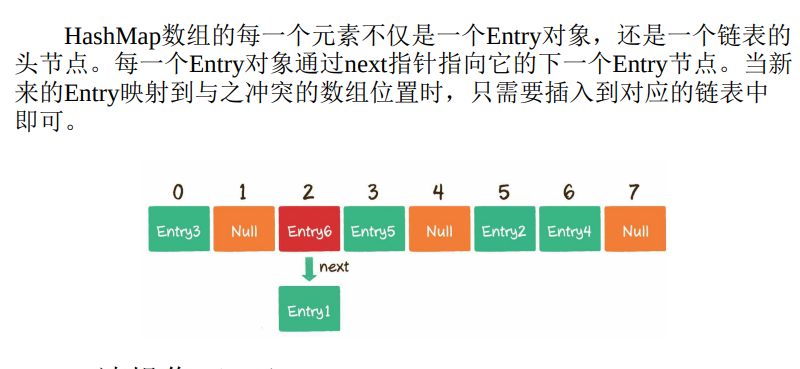 HashMap数组的每一个元素不仅是一个Entry对象，还是一个链表的
头节点。每一个Entry对象通过next指针指向它的下一个Entry节点。当新
来的Entry映射到与之冲突的数组位置时，只需要插入到对应的链表中
即可。
0 1 2 3 4 5 6 7
Entry3 Null Entry6 Entry5 Null Entry2 Entry4 Null
next
Entry1